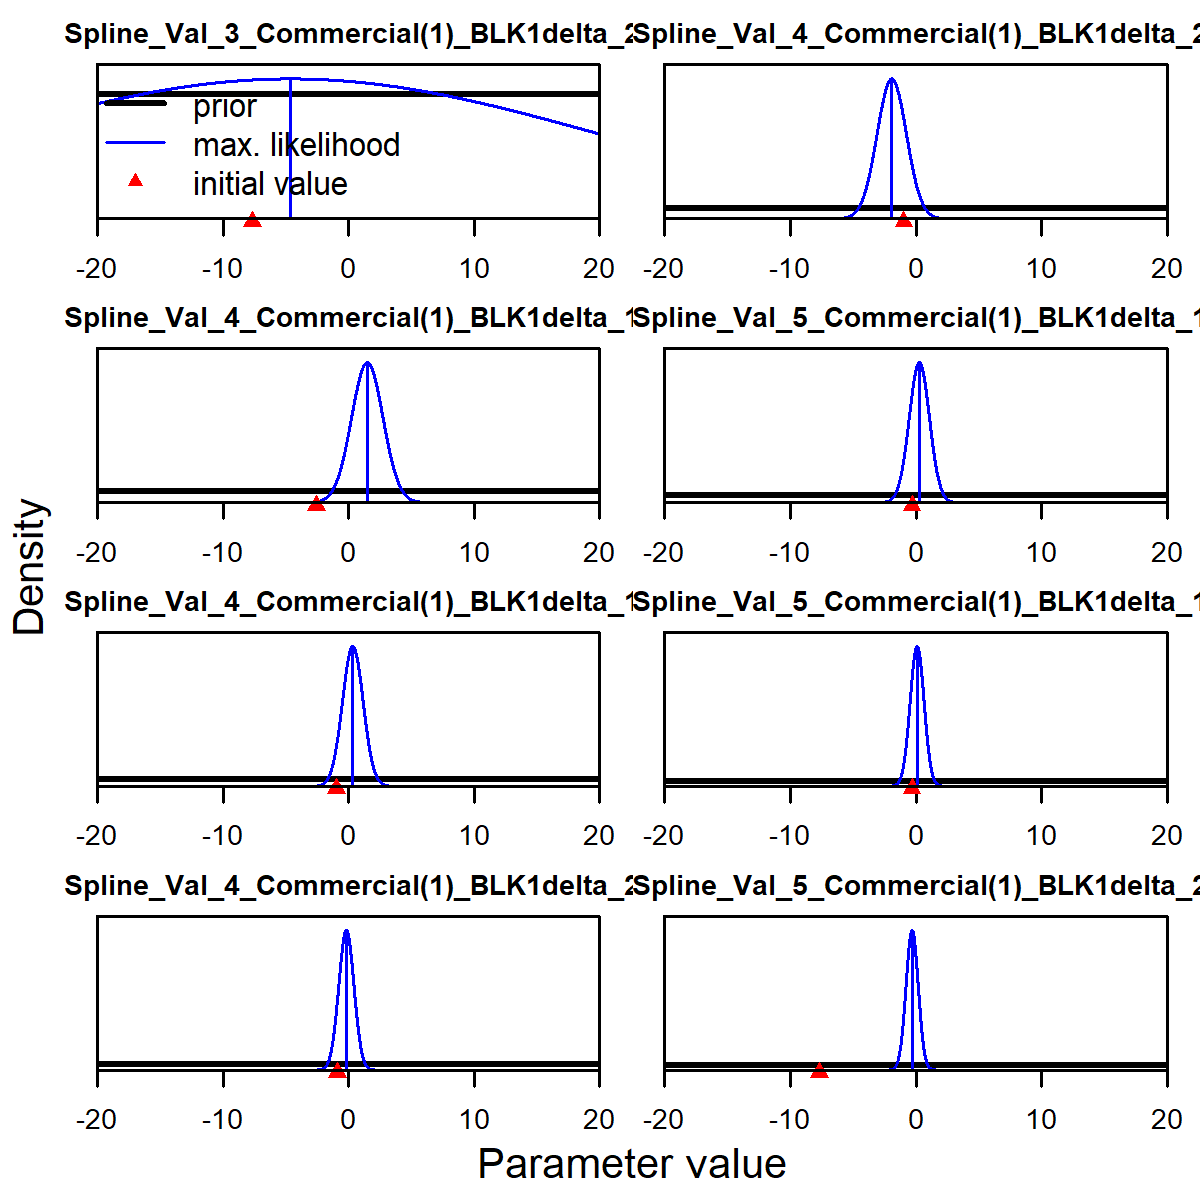 Spline_Val_3_Commercial(1)_BLK1delta_2
Spline_Val_4_Commercial(1)_BLK1delta_2
prior
max. likelihood
initial value
-20 -10 0 10 20
-20 -10 0 10 20
Spline_Val_4_Commercial(1)_BLK1delta_1
Spline_Val_5_Commercial(1)_BLK1delta_1
-20 -10 0 10 20
-20 -10 0 10 20
Spline_Val_4_Commercial(1)_BLK1delta_1
Spline_Val_5_Commercial(1)_BLK1delta_1
-20 -10 0 10 20
-20 -10 0 10 20
Spline_Val_4_Commercial(1)_BLK1delta_2
Spline_Val_5_Commercial(1)_BLK1delta_2
-20 -10 0 10 20
-20 -10 0 10 20
Density
Parameter value